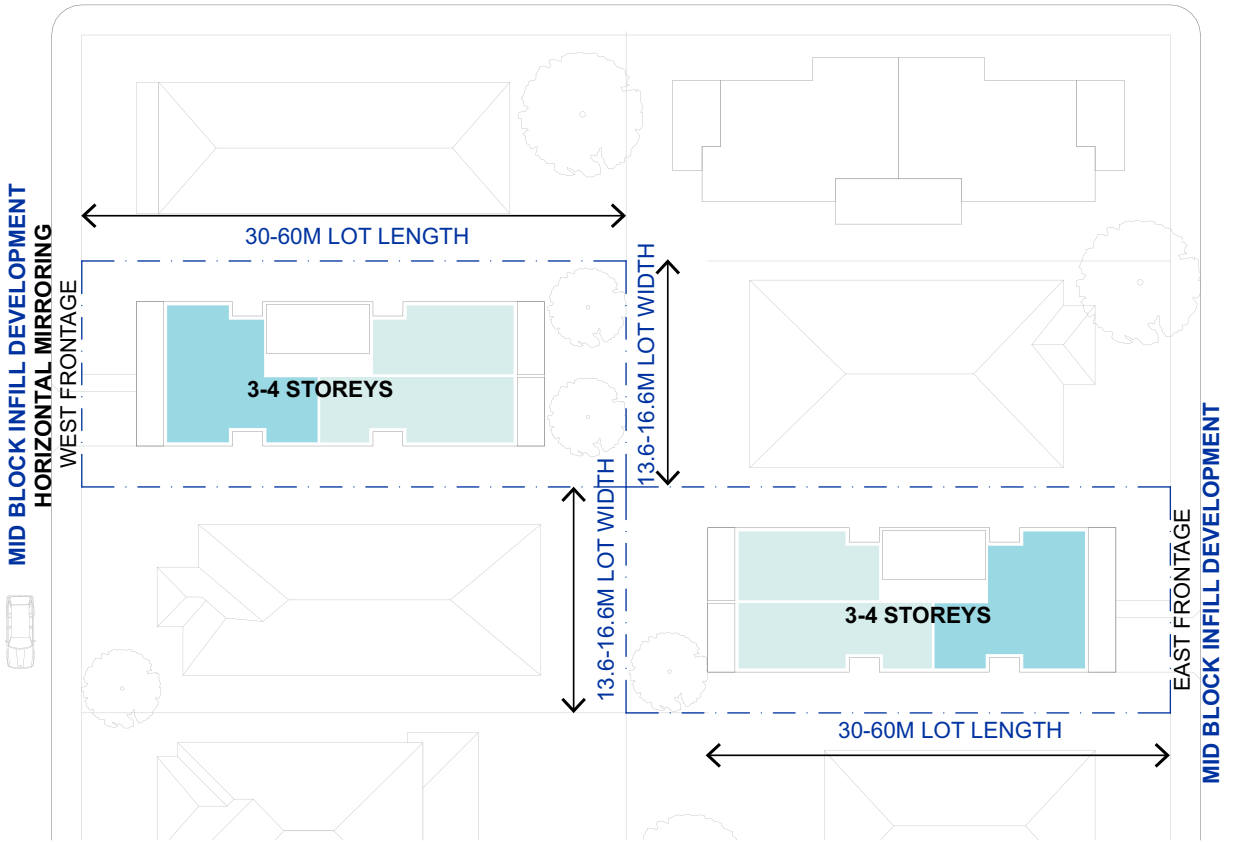 MID BLOCK INFILL DEVELOPMENT
HORIZONTAL MIRRORING
WEST FRONTAGE
30-60M LOT LENGTH
3-4 STOREYS
13.6-16.6M LOT WIDTH
13.6-16.6M LOT WIDTH
3-4 STOREYS
30-60M LOT LENGTH
EAST FRONTAGE
MID BLOCK INFILL DEVELOPMENT